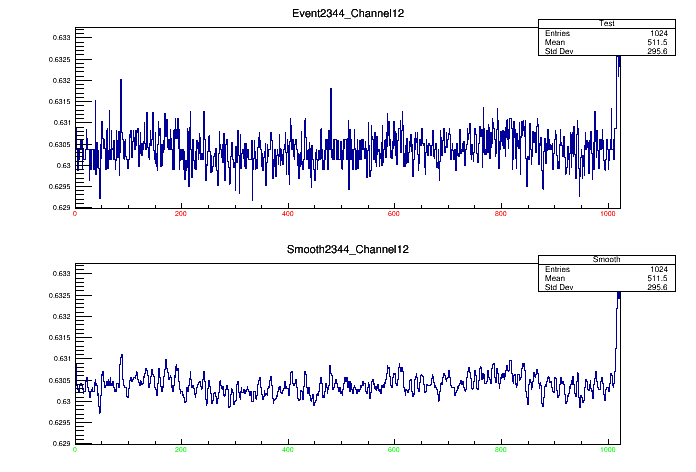 Event2344_Channel12
Test
Entries 1024
Mean 511.5
Std Dev 295.6
0.633
0.6325
0.632
0.6315
0.631
0.6305
0.63
0.6295
0.629
0 200 400 600 800 1000
Smooth2344_Channel12
Smooth
Entries 1024
Mean 511.5
Std Dev 295.6
0.633
0.6325
0.632
0.6315
0.631
0.6305
0.63
0.6295
0.629
0 200 400 600 800 1000